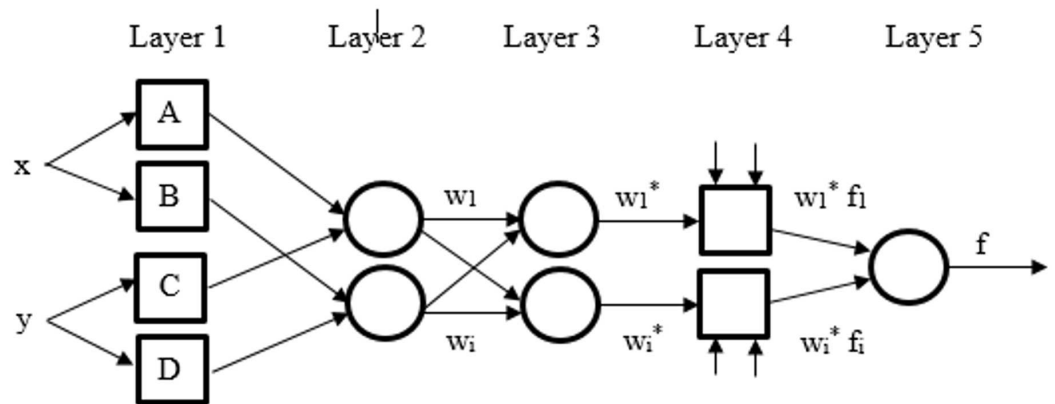 Layer 1 Layer 2 Layer 3 Layer 4 Layer 5
A
x
B
w₁ w₁* w₁* f₁
C
f
y
wᵢ wᵢ* wᵢ* fᵢ
D